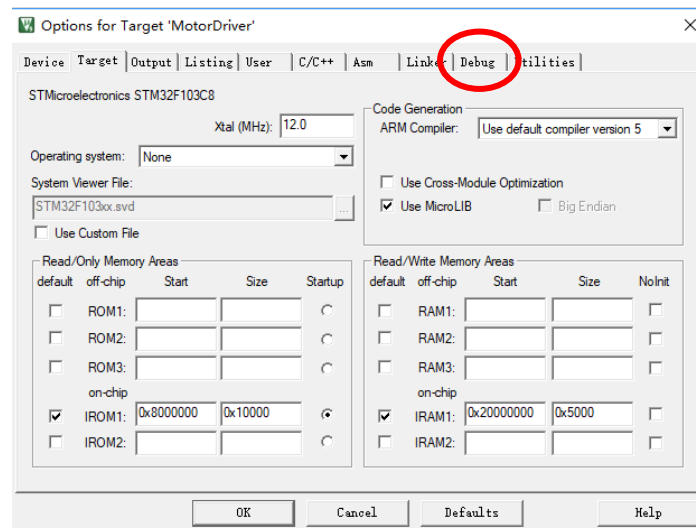 Options for Target 'MotorDriver'
Device Target Output Listing User C/C++ Asm Linker Debug Utilities
STMicroelectronics STM32F103C8
Xtal (MHz): 12.0
Operating system: None
System Viewer File:
STM32F103xx.svd ...
Use Custom File
Code Generation
ARM Compiler: Use default compiler version 5
Use Cross-Module Optimization
Use MicroLIB Big Endian
Read/Only Memory Areas
default off-chip Start Size Startup
ROM1:
ROM2:
ROM3:
on-chip
IROM1: 0x8000000 0x10000
IROM2:
Read/Write Memory Areas
default off-chip Start Size NoInit
RAM1:
RAM2:
RAM3:
on-chip
IRAM1: 0x20000000 0x5000
IRAM2:
OK Cancel Defaults Help